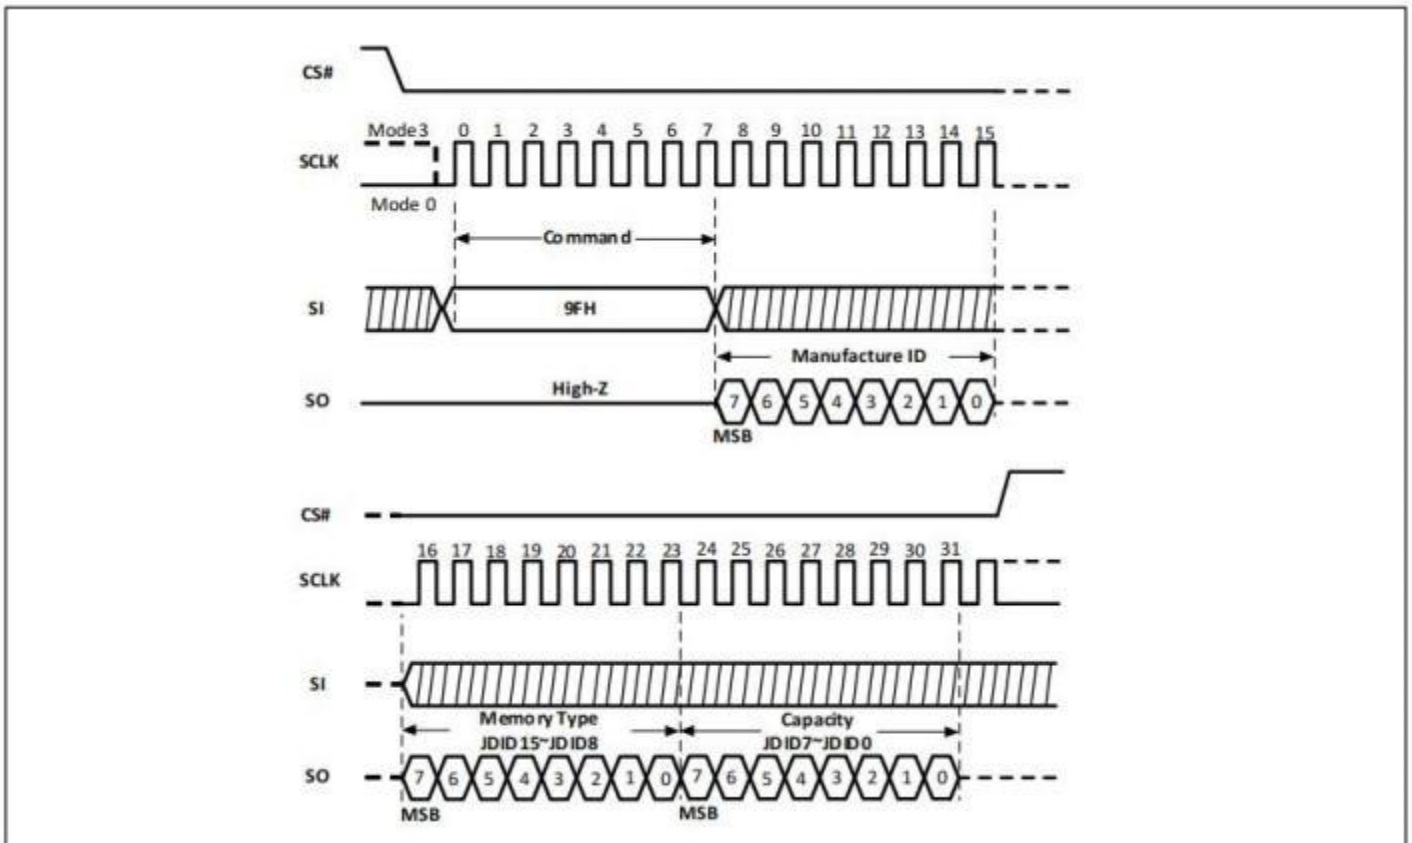 CS#
Mode3 0 1 2 3 4 5 6 7 8 9 10 11 12 13 14 15
SCLK
Mode 0
Command
SI 9FH
Manufacture ID
High-Z
SO 7 6 5 4 3 2 1 0
MSB
CS#
16 17 18 19 20 21 22 23 24 25 26 27 28 29 30 31
SCLK
SI
Memory Type Capacity
JDID15~JDID8 JDID7~JDID0
SO 7 6 5 4 3 2 1 0 7 6 5 4 3 2 1 0
MSB MSB